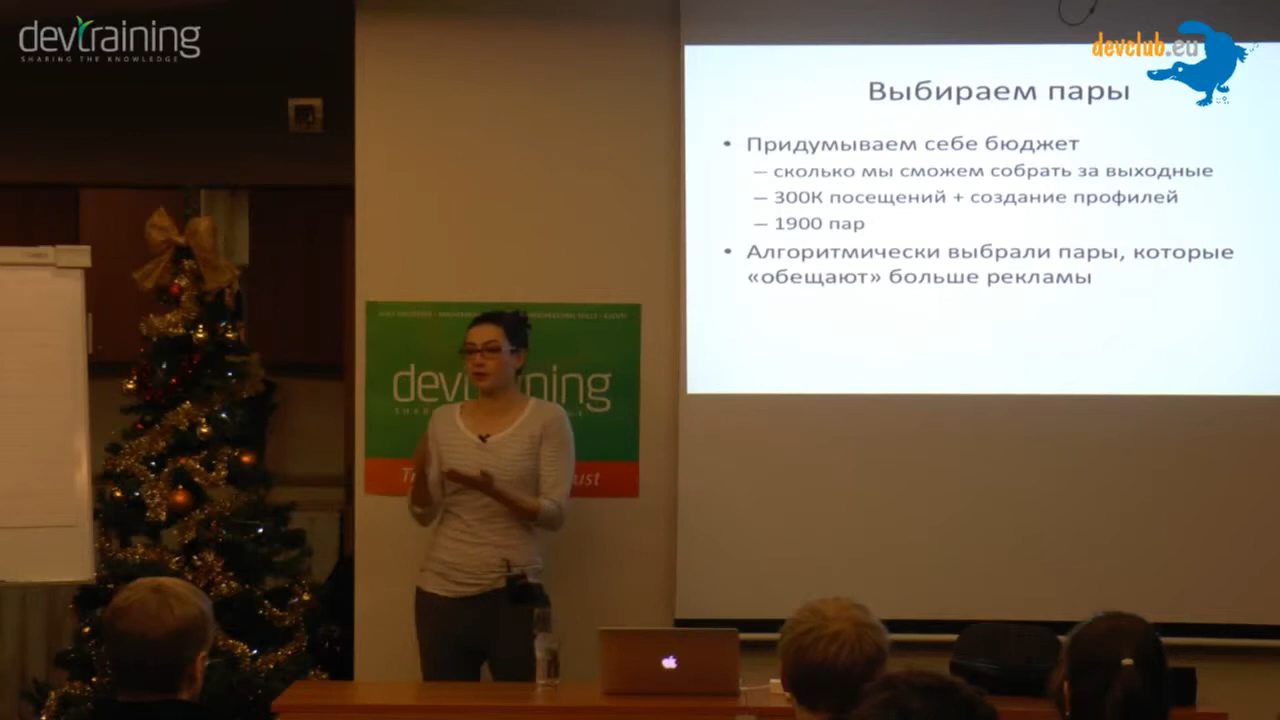 devtraining
SHARING THE KNOWLEDGE
devclub.eu
Выбираем пары
• Придумываем себе бюджет
– сколько мы сможем собрать за выходные
– 300К посещений + создание профилей
– 1900 пар
• Алгоритмически выбрали пары, которые
«обещают» больше рекламы